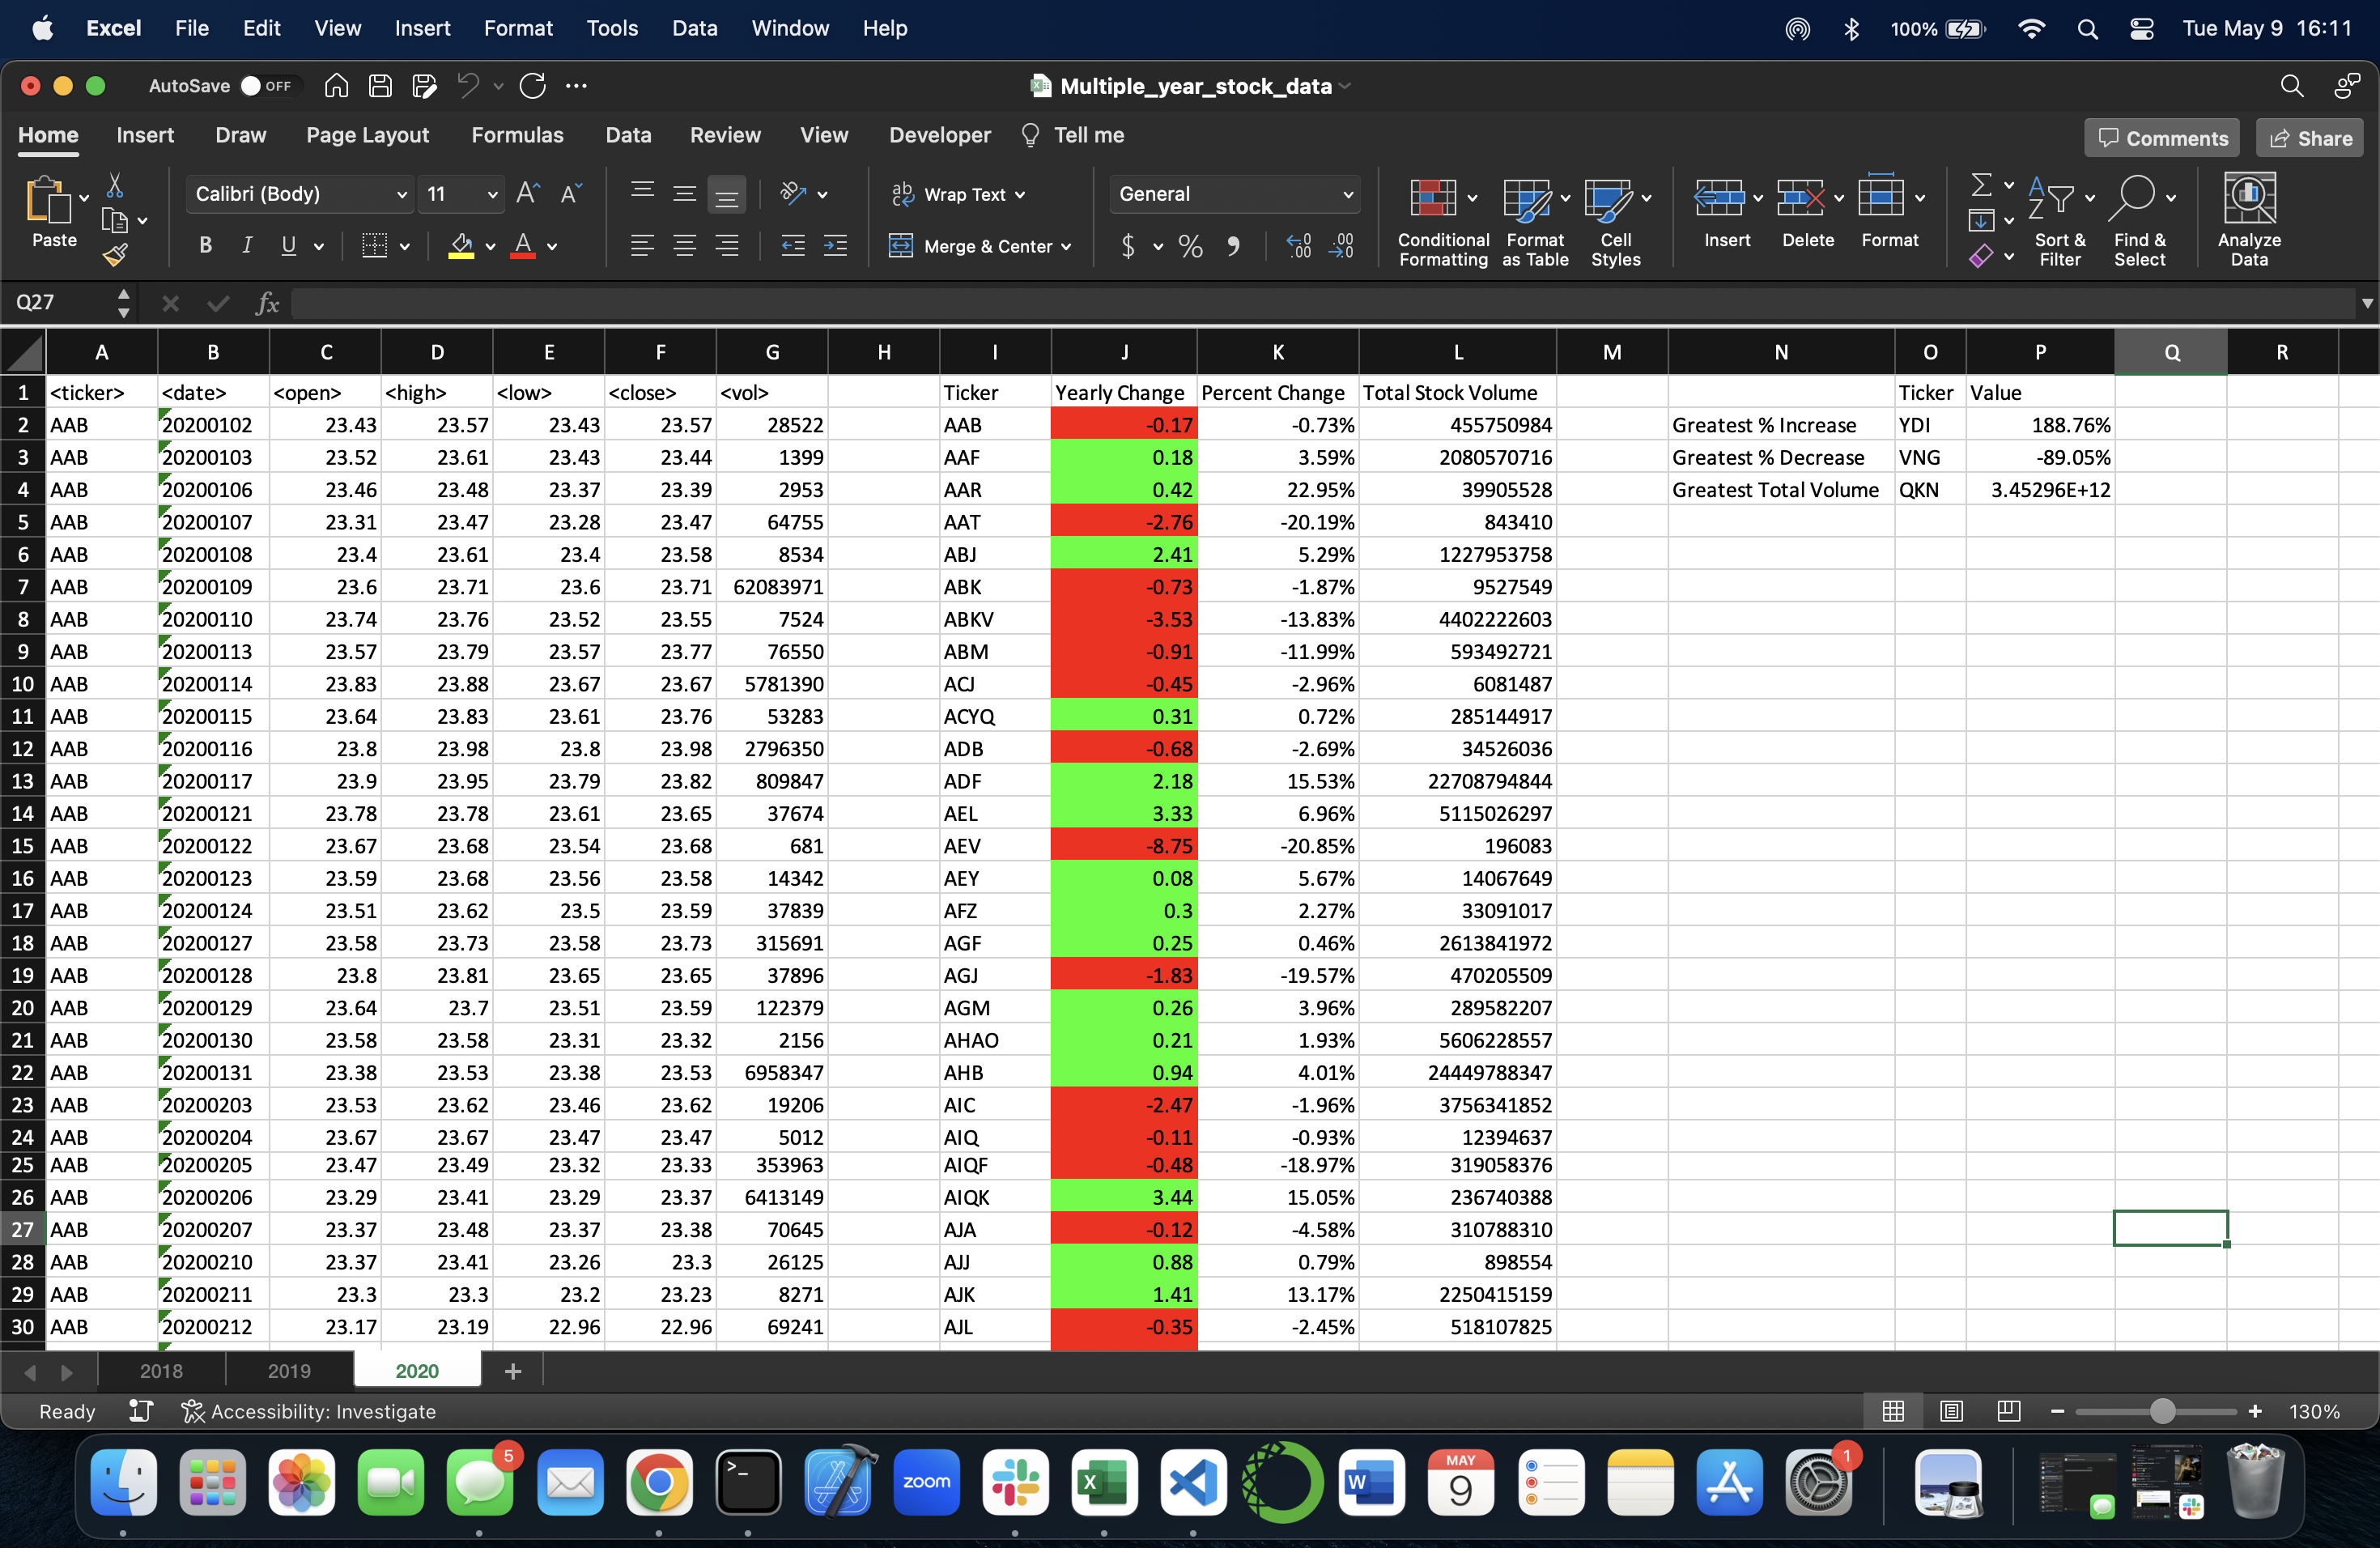 Excel File Edit View Insert Format Tools Data Window Help 100% Tue May 9 16:11
AutoSave OFF Multiple_year_stock_data
Home Insert Draw Page Layout Formulas Data Review View Developer Tell me Comments Share
Paste Calibri (Body) 11 Wrap Text Merge & Center General Conditional Formatting Format as Table Cell Styles Insert Delete Format Sort & Filter Find & Select Analyze Data
Q27 fx
A B C D E F G H I J K L M N O P Q R
1 <ticker> <date> <open> <high> <low> <close> <vol> Ticker Yearly Change Percent Change Total Stock Volume Ticker Value
2 AAB 20200102 23.43 23.57 23.43 23.57 28522 AAB -0.17 -0.73% 455750984 Greatest % Increase YDI 188.76%
3 AAB 20200103 23.52 23.61 23.43 23.44 1399 AAF 0.18 3.59% 2080570716 Greatest % Decrease VNG -89.05%
4 AAB 20200106 23.46 23.48 23.37 23.39 2953 AAR 0.42 22.95% 39905528 Greatest Total Volume QKN 3.45296E+12
5 AAB 20200107 23.31 23.47 23.28 23.47 64755 AAT -2.76 -20.19% 843410
6 AAB 20200108 23.4 23.61 23.4 23.58 8534 ABJ 2.41 5.29% 1227953758
7 AAB 20200109 23.6 23.71 23.6 23.71 62083971 ABK -0.73 -1.87% 9527549
8 AAB 20200110 23.74 23.76 23.52 23.55 7524 ABKV -3.53 -13.83% 4402222603
9 AAB 20200113 23.57 23.79 23.57 23.77 76550 ABM -0.91 -11.99% 593492721
10 AAB 20200114 23.83 23.88 23.67 23.67 5781390 ACJ -0.45 -2.96% 6081487
11 AAB 20200115 23.64 23.83 23.61 23.76 53283 ACYQ 0.31 0.72% 285144917
12 AAB 20200116 23.8 23.98 23.8 23.98 2796350 ADB -0.68 -2.69% 34526036
13 AAB 20200117 23.9 23.95 23.79 23.82 809847 ADF 2.18 15.53% 22708794844
14 AAB 20200121 23.78 23.78 23.61 23.65 37674 AEL 3.33 6.96% 5115026297
15 AAB 20200122 23.67 23.68 23.54 23.68 681 AEV -8.75 -20.85% 196083
16 AAB 20200123 23.59 23.68 23.56 23.58 14342 AEY 0.08 5.67% 14067649
17 AAB 20200124 23.51 23.62 23.5 23.59 37839 AFZ 0.3 2.27% 33091017
18 AAB 20200127 23.58 23.73 23.58 23.73 315691 AGF 0.25 0.46% 2613841972
19 AAB 20200128 23.8 23.81 23.65 23.65 37896 AGJ -1.83 -19.57% 470205509
20 AAB 20200129 23.64 23.7 23.51 23.59 122379 AGM 0.26 3.96% 289582207
21 AAB 20200130 23.58 23.58 23.31 23.32 2156 AHAO 0.21 1.93% 5606228557
22 AAB 20200131 23.38 23.53 23.38 23.53 6958347 AHB 0.94 4.01% 24449788347
23 AAB 20200203 23.53 23.62 23.46 23.62 19206 AIC -2.47 -1.96% 3756341852
24 AAB 20200204 23.67 23.67 23.47 23.47 5012 AIQ -0.11 -0.93% 12394637
25 AAB 20200205 23.47 23.49 23.32 23.33 353963 AIQF -0.48 -18.97% 319058376
26 AAB 20200206 23.29 23.41 23.29 23.37 6413149 AIQK 3.44 15.05% 236740388
27 AAB 20200207 23.37 23.48 23.37 23.38 70645 AJA -0.12 -4.58% 310788310
28 AAB 20200210 23.37 23.41 23.26 23.3 26125 AJJ 0.88 0.79% 898554
29 AAB 20200211 23.3 23.3 23.2 23.23 8271 AJK 1.41 13.17% 2250415159
30 AAB 20200212 23.17 23.19 22.96 22.96 69241 AJL -0.35 -2.45% 518107825
2018 2019 2020 +
Ready Accessibility: Investigate 130%
5 zoom MAY 9 1